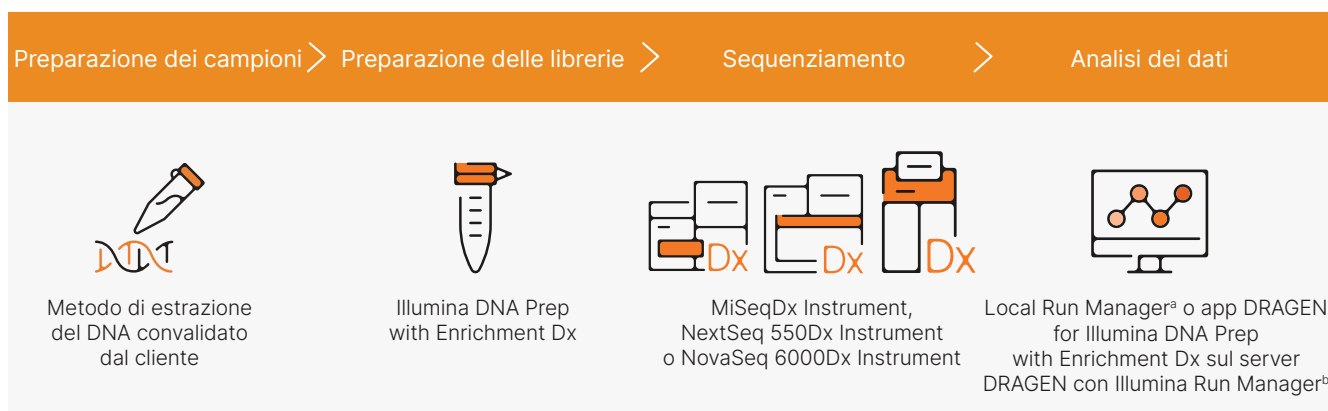 Preparazione dei campioni
Preparazione delle librerie
Sequenziamento
Analisi dei dati
Dx
Dx
Dx
Metodo di estrazione
del DNA convalidato
dal cliente
Illumina DNA Prep
with Enrichment Dx
MiSeqDx Instrument,
NextSeq 550Dx Instrument
o NovaSeq 6000Dx Instrument
Local Run Managerᵃ o app DRAGEN
for Illumina DNA Prep
with Enrichment Dx sul server
DRAGEN con Illumina Run Managerᵇ